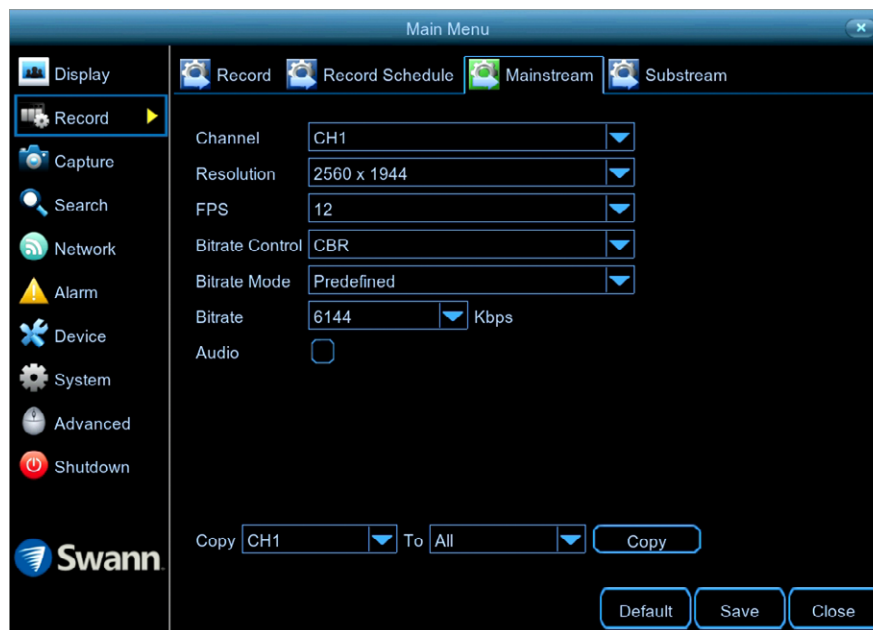 Main Menu
Display
Record
Capture
Search
Network
Alarm
Device
System
Advanced
Shutdown
Swann
Record Record Schedule Mainstream Substream
Channel CH1
Resolution 2560 x 1944
FPS 12
Bitrate Control CBR
Bitrate Mode Predefined
Bitrate 6144 Kbps
Audio
Copy CH1 To All Copy
Default Save Close